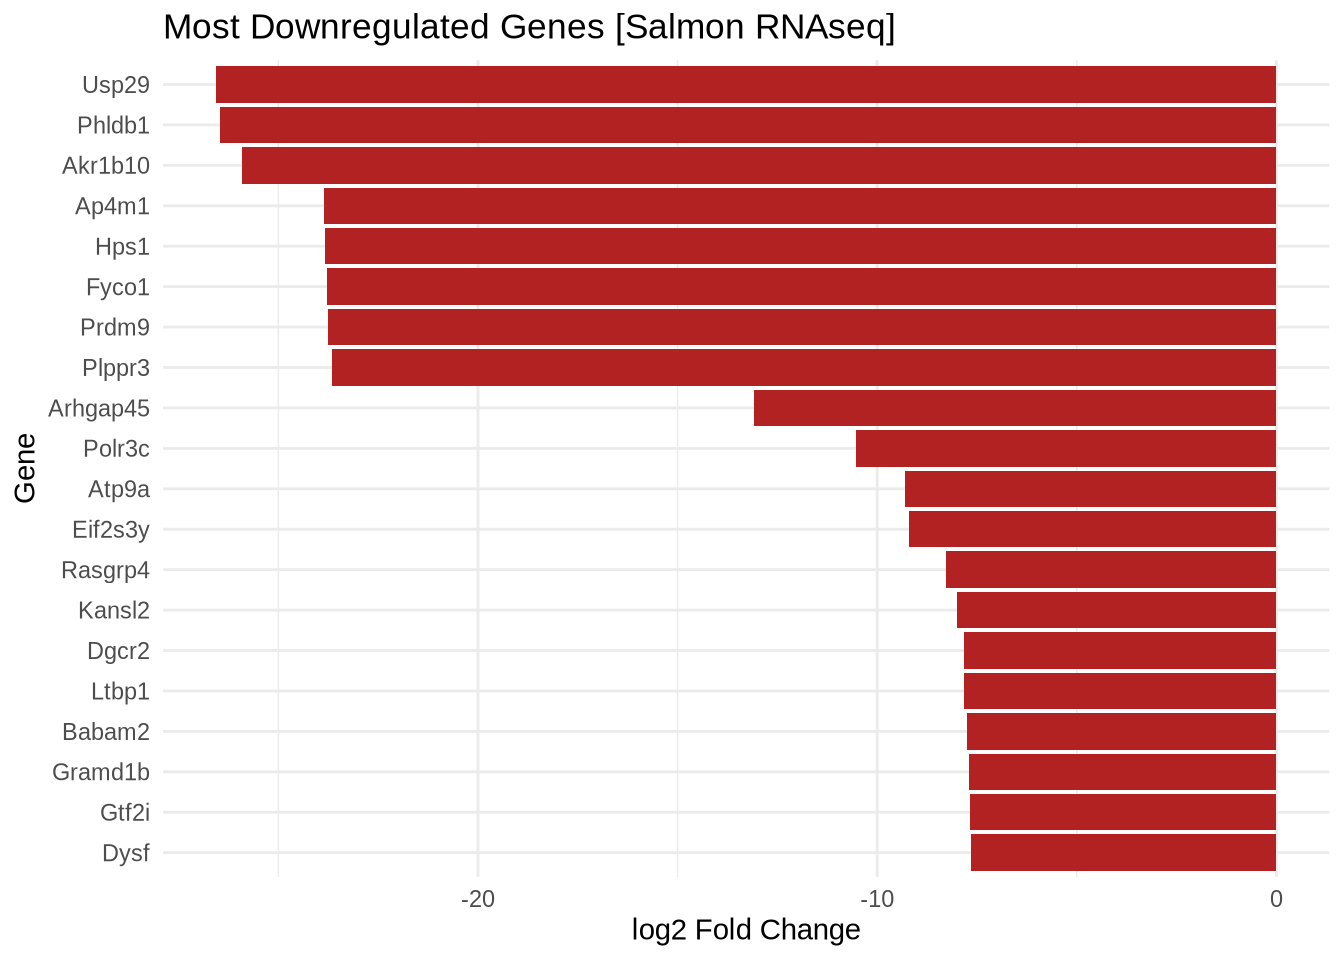 Most Downregulated Genes [Salmon RNAseq]
Usp29
Phldb1
Akr1b10
Ap4m1
Hps1
Fyco1
Prdm9
Plppr3
Arhgap45
Polr3c
Atp9a
Eif2s3y
Rasgrp4
Kansl2
Dgcr2
Ltbp1
Babam2
Gramd1b
Gtf2i
Dysf
Gene
-20 -10 0
log2 Fold Change